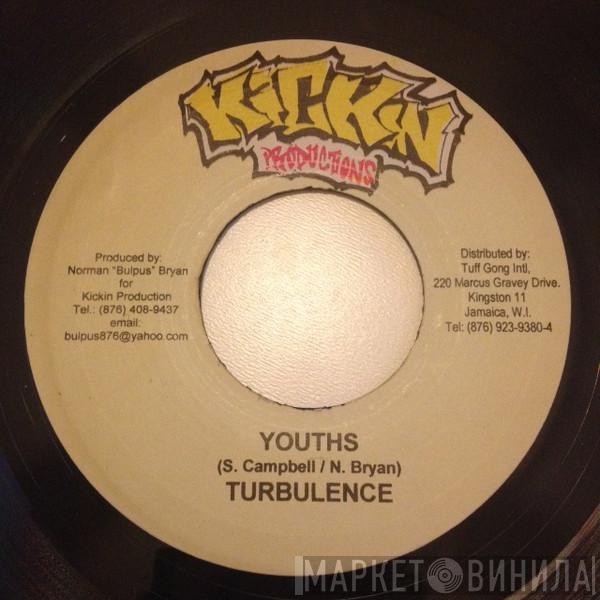 KiCKiN
PRODUCTIONS
Produced by:
Norman "Bulpus" Bryan
for
Kickin Production
Tel.: (876) 408-9437
email:
bulpus876@yahoo.com
Distributed by:
Tuff Gong Intl,
220 Marcus Gravey Drive.
Kingston 11
Jamaica, W.I.
Tel: (876) 923-9380-4
YOUTHS
(S. Campbell / N. Bryan)
TURBULENCE
МАРКЕТ ВИНИЛА